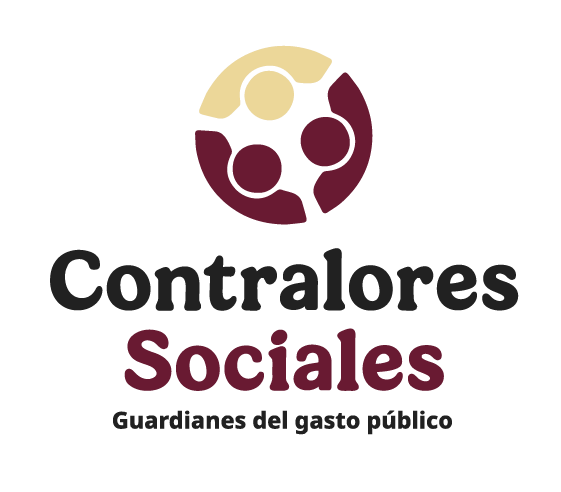 Contralores
Sociales
Guardianes del gasto público